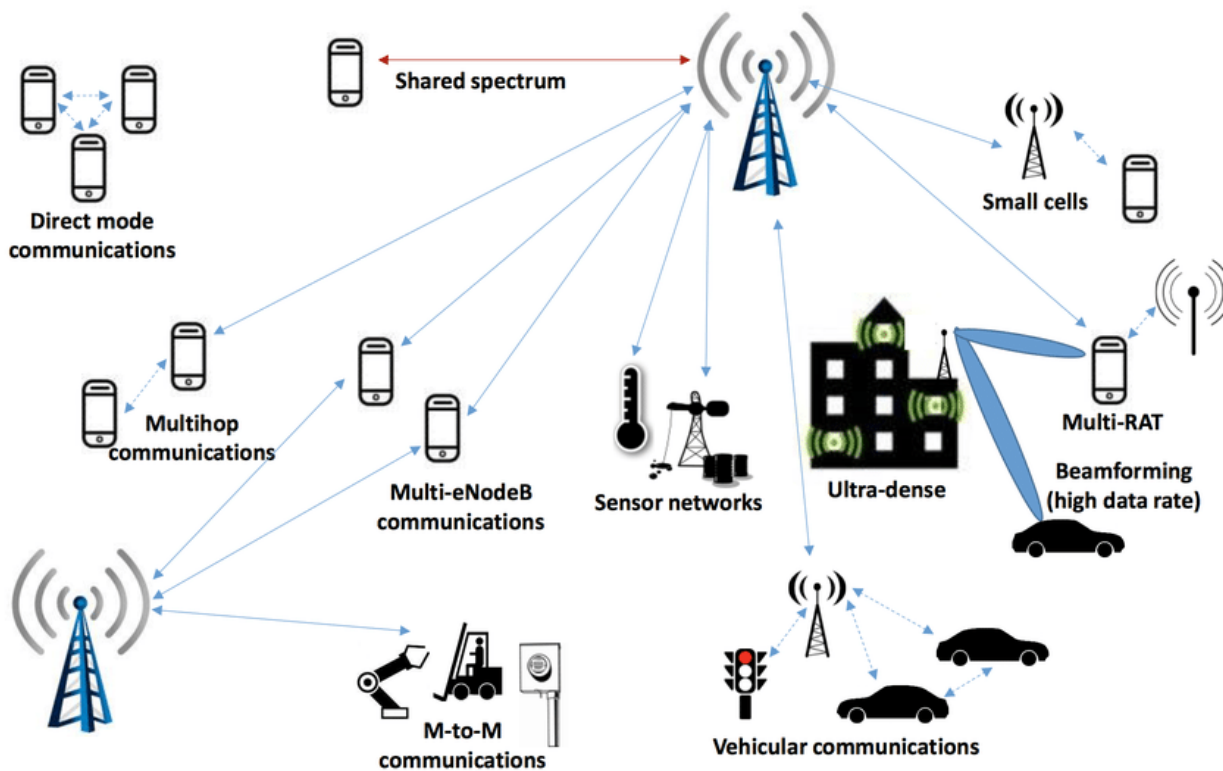 Shared spectrum
Direct mode
communications
Small cells
Multihop
communications
Multi-eNodeB
communications
Sensor networks
Ultra-dense
Multi-RAT
Beamforming
(high data rate)
M-to-M
communications
Vehicular communications